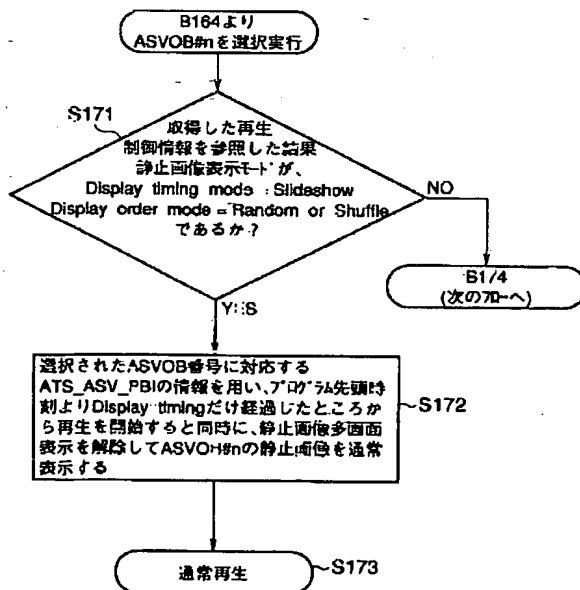 B164より
ASVOB#nを選択実行
S171
取得した再生
制御情報を参照した結果
静止画像表示モードが、
Display timing mode = Slideshow
Display order mode = Random or Shuffle
であるか?
NO
S174
(次のフローへ)
YES
選択されたASVOB番号に対応する
ATS_ASV_PBIの情報を用い、プログラム先頭時
刻よりDisplay timingだけ経過したところか
ら再生を開始すると同時に、静止画像多画面
表示を解除してASVOB#nの静止画像を通常
表示する
S172
通常再生
S173